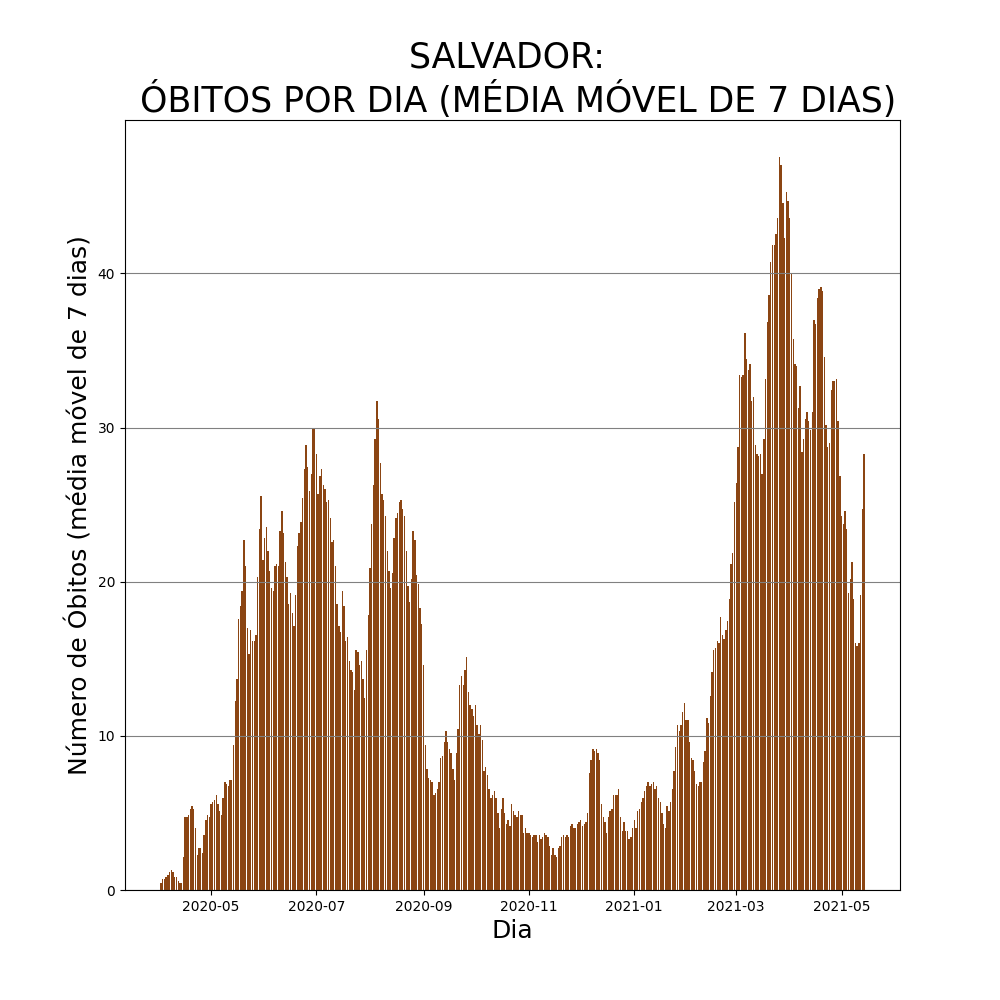 SALVADOR:
ÓBITOS POR DIA (MÉDIA MÓVEL DE 7 DIAS)
Número de Óbitos (média móvel de 7 dias)
40
30
20
10
0
2020-05 2020-07 2020-09 2020-11 2021-01 2021-03 2021-05
Dia